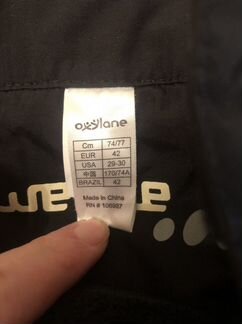 oxylane
Cm 74/77
EUR 42
USA 29-30
中国 170/74A
BRAZIL 42
Made in China
RN # 106987